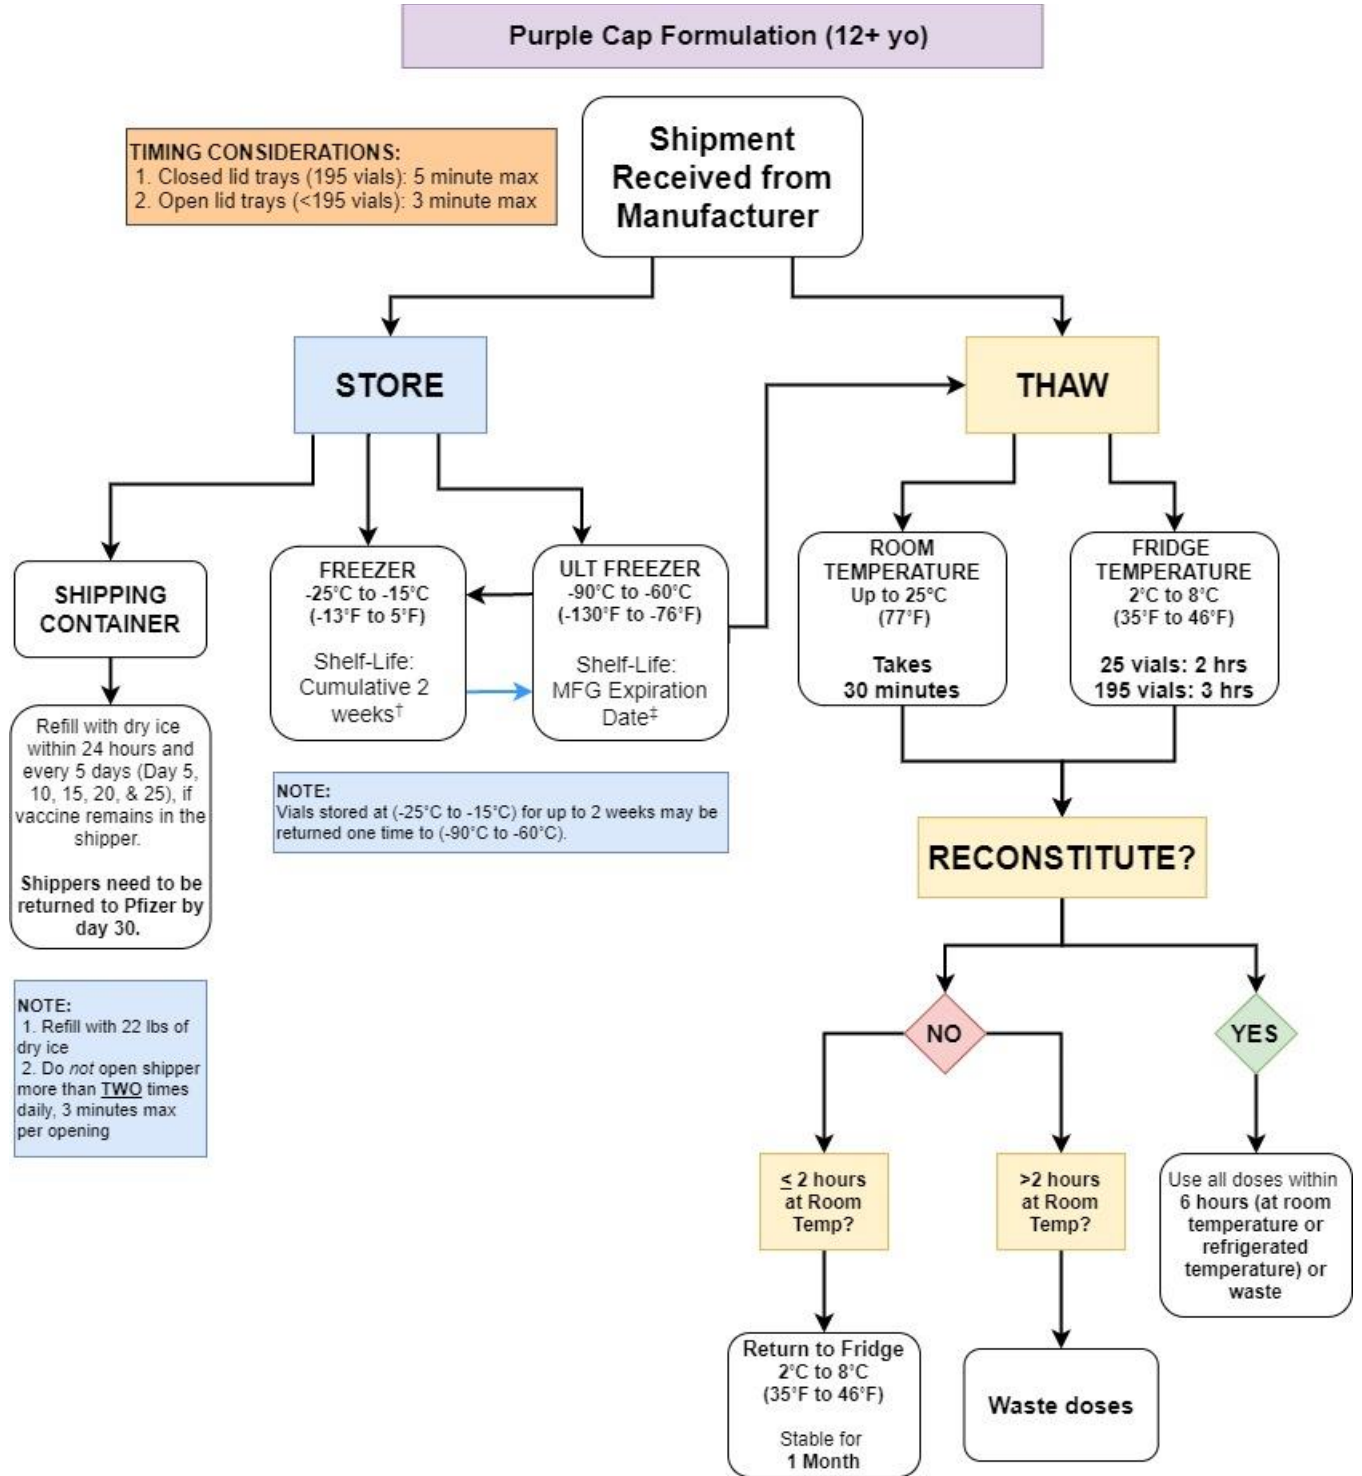 Purple Cap Formulation (12+ yo)
TIMING CONSIDERATIONS:
1. Closed lid trays (195 vials): 5 minute max
2. Open lid trays (<195 vials): 3 minute max
Shipment
Received from
Manufacturer
STORE
THAW
SHIPPING
CONTAINER
FREEZER
-25°C to -15°C
(-13°F to 5°F)
Shelf-Life:
Cumulative 2
weeks†
ULT FREEZER
-90°C to -60°C
(-130°F to -76°F)
Shelf-Life:
MFG Expiration
Date‡
ROOM
TEMPERATURE
Up to 25°C
(77°F)
Takes
30 minutes
FRIDGE
TEMPERATURE
2°C to 8°C
(35°F to 46°F)
25 vials: 2 hrs
195 vials: 3 hrs
Refill with dry ice
within 24 hours and
every 5 days (Day 5,
10, 15, 20, & 25), if
vaccine remains in the
shipper.
Shippers need to be
returned to Pfizer by
day 30.
NOTE:
Vials stored at (-25°C to -15°C) for up to 2 weeks may be
returned one time to (-90°C to -60°C).
RECONSTITUTE?
NOTE:
1. Refill with 22 lbs of
dry ice
2. Do not open shipper
more than TWO times
daily, 3 minutes max
per opening
NO
YES
≤ 2 hours
at Room
Temp?
>2 hours
at Room
Temp?
Use all doses within
6 hours (at room
temperature or
refrigerated
temperature) or
waste
Return to Fridge
2°C to 8°C
(35°F to 46°F)
Stable for
1 Month
Waste doses